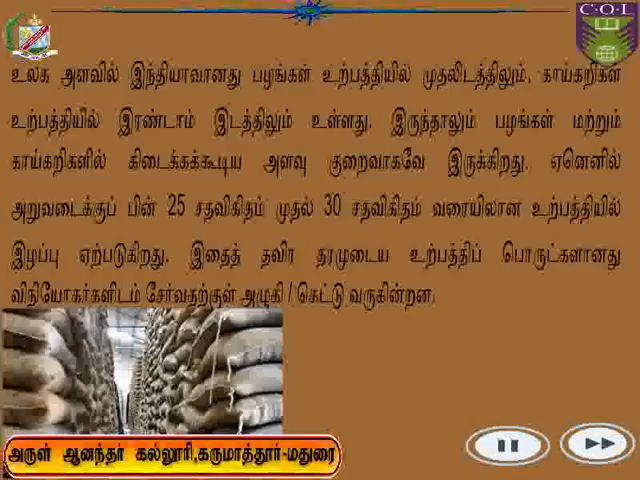 C O L
உலக அளவில் இந்தியாவானது பழங்கள் உற்பத்தியில் முதலிடத்திலும், காய்கறிகள்
உற்பத்தியில் இரண்டாம் இடத்திலும் உள்ளது. இருந்தாலும் பழங்கள் மற்றும்
காய்கறிகளில் கிடைக்கக்கூடிய அளவு குறைவாகவே இருக்கிறது. ஏனெனில்
அறுவடைக்குப் பின் 25 சதவிகிதம் முதல் 30 சதவிகிதம் வரையிலான உற்பத்தியில்
இழப்பு ஏற்படுகிறது. இதைத் தவிர தரமுடைய உற்பத்திப் பொருட்களானது
விநியோகர்களிடம் சேர்வதற்குள் அழுகி / கெட்டு வருகின்றன.
அருள் ஆனந்தர் கல்லூரி,கருமாத்தூர்-மதுரை